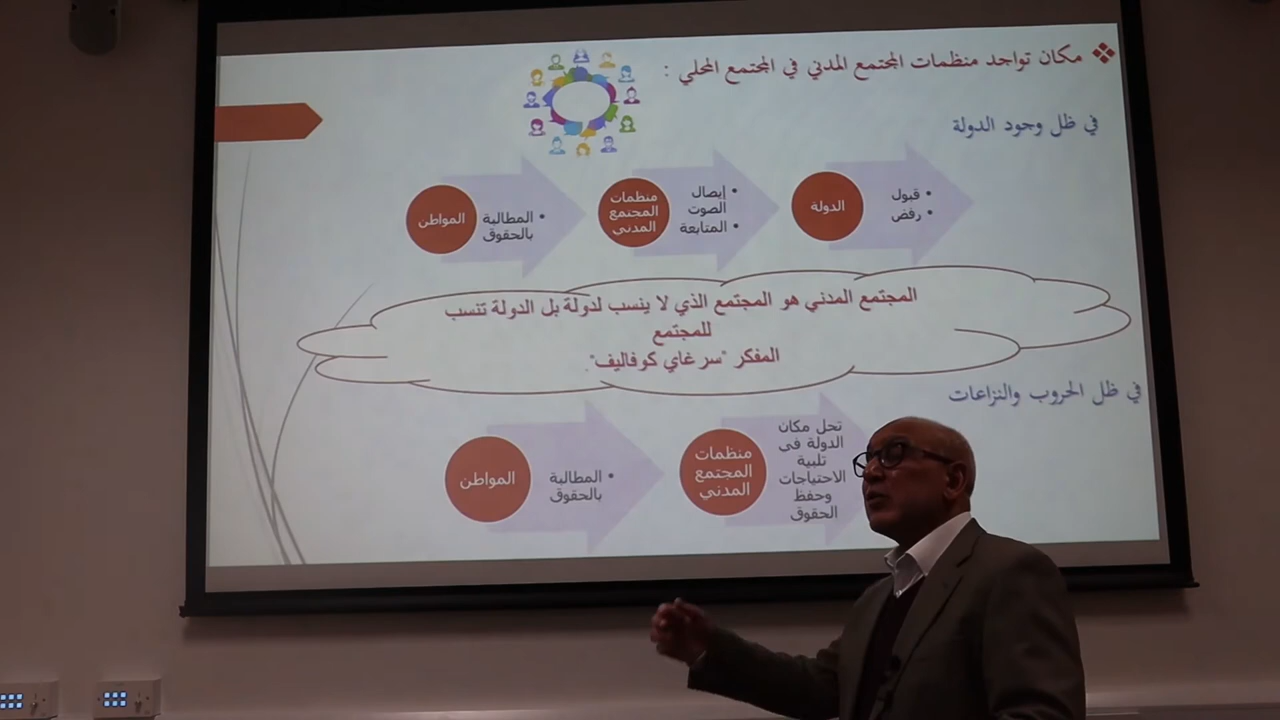 مكان تواجد منظمات المجتمع المدني في المجتمع المحلي :
في ظل وجود الدولة
المواطن
• المطالبة
بالحقوق
منظمات
المجتمع
المدني
• إيصال
الصوت
• المتابعة
الدولة
• قبول
• رفض
المجتمع المدني هو المجتمع الذي لا ينسب لدولة بل الدولة تنسب
للمجتمع
المفكر "سر غاي كوفاليف".
في ظل الحروب والنزاعات
المواطن
• المطالبة
بالحقوق
منظمات
المجتمع
المدني
تحل مكان
الدولة في
تلبية
الاحتياجات
وحفظ
الحقوق